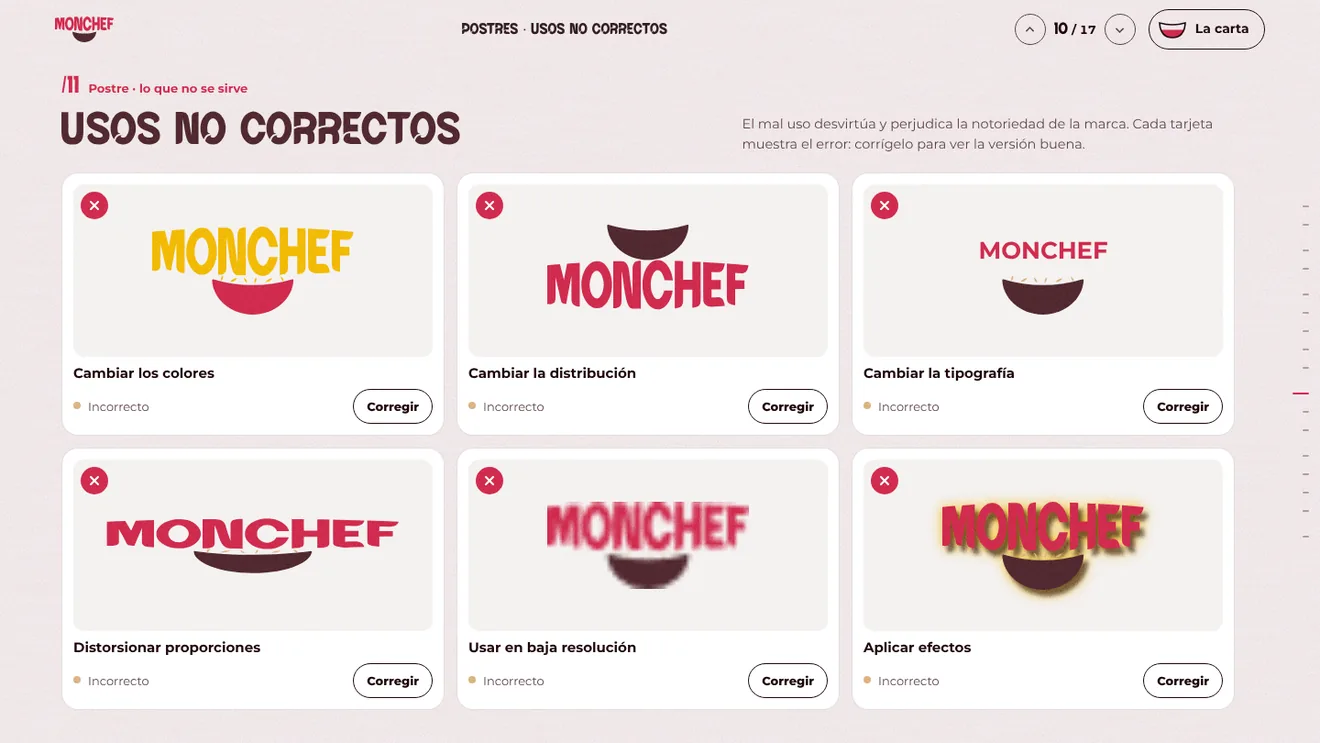 MONCHEF
POSTRES · USOS NO CORRECTOS
10 / 17
La carta
/11 Postre · lo que no se sirve
USOS NO CORRECTOS
El mal uso desvirtúa y perjudica la notoriedad de la marca. Cada tarjeta
muestra el error: corrígelo para ver la versión buena.
MONCHEF
Cambiar los colores
Incorrecto
Corregir
MONCHEF
Cambiar la distribución
Incorrecto
Corregir
MONCHEF
Cambiar la tipografía
Incorrecto
Corregir
MONCHEF
Distorsionar proporciones
Incorrecto
Corregir
MONCHEF
Usar en baja resolución
Incorrecto
Corregir
MONCHEF
Aplicar efectos
Incorrecto
Corregir